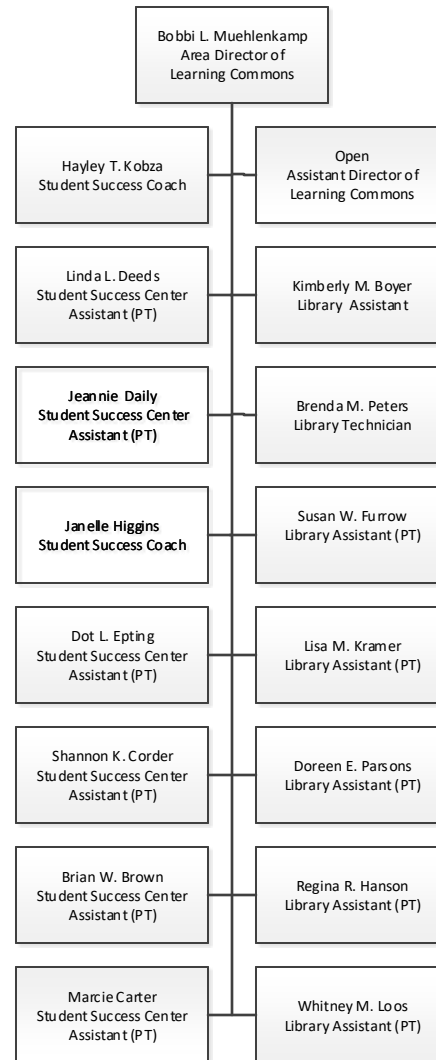 Bobbi L. Muehlenkamp
Area Director of
Learning Commons
Hayley T. Kobza
Student Success Coach
Open
Assistant Director of
Learning Commons
Linda L. Deeds
Student Success Center
Assistant (PT)
Kimberly M. Boyer
Library Assistant
Jeannie Daily
Student Success Center
Assistant (PT)
Brenda M. Peters
Library Technician
Janelle Higgins
Student Success Coach
Susan W. Furrow
Library Assistant (PT)
Dot L. Epting
Student Success Center
Assistant (PT)
Lisa M. Kramer
Library Assistant (PT)
Shannon K. Corder
Student Success Center
Assistant (PT)
Doreen E. Parsons
Library Assistant (PT)
Brian W. Brown
Student Success Center
Assistant (PT)
Regina R. Hanson
Library Assistant (PT)
Marcie Carter
Student Success Center
Assistant (PT)
Whitney M. Loos
Library Assistant (PT)